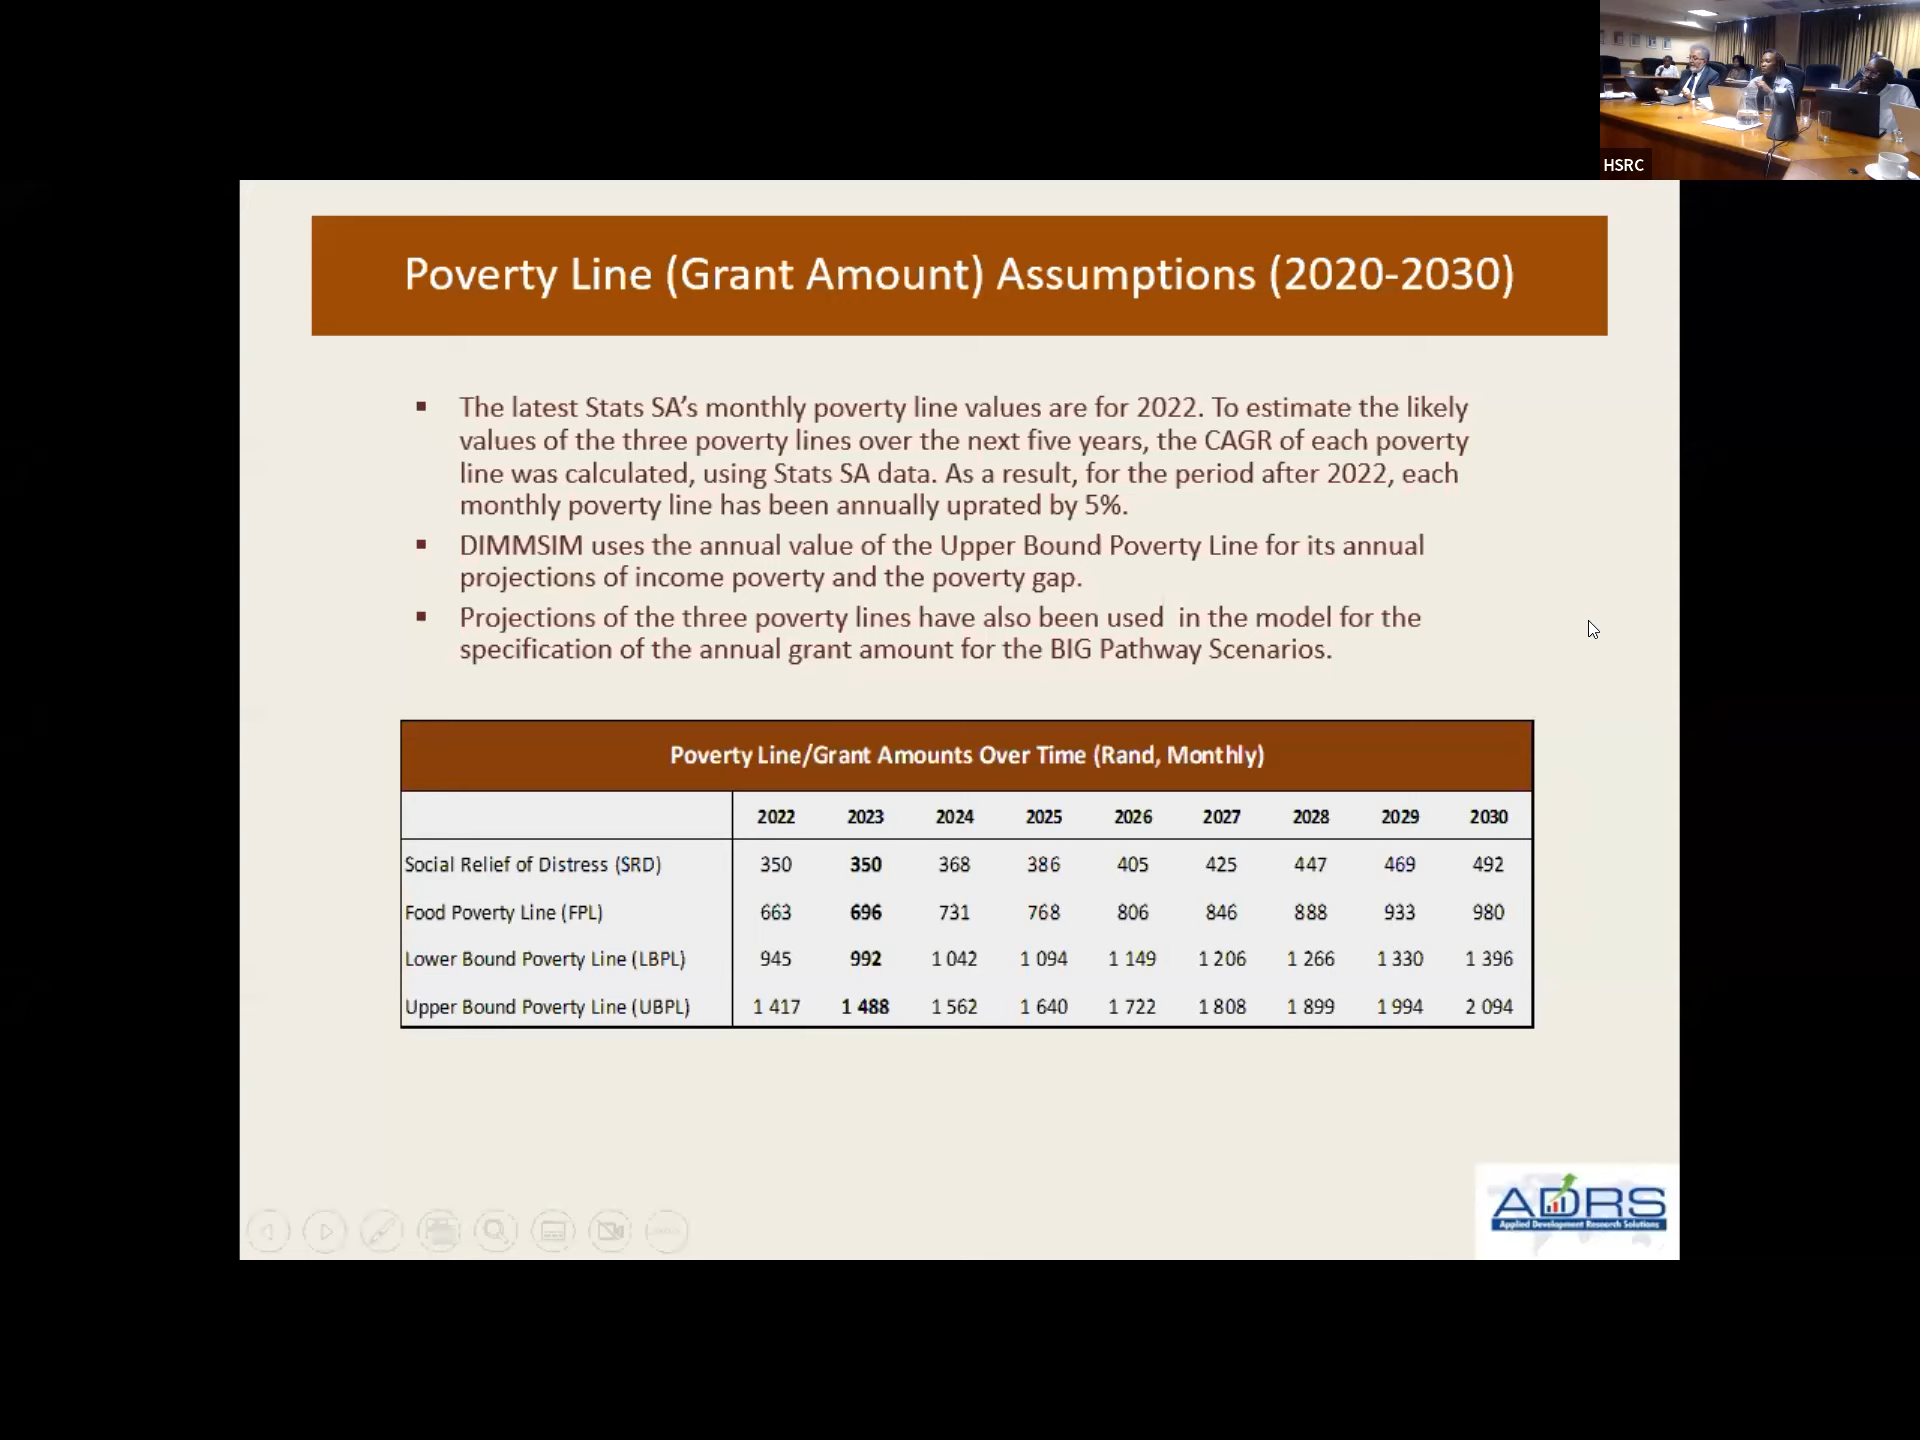 HSRC
Poverty Line (Grant Amount) Assumptions (2020-2030)
▪ The latest Stats SA’s monthly poverty line values are for 2022. To estimate the likely
values of the three poverty lines over the next five years, the CAGR of each poverty
line was calculated, using Stats SA data. As a result, for the period after 2022, each
monthly poverty line has been annually uprated by 5%.
▪ DIMMSIM uses the annual value of the Upper Bound Poverty Line for its annual
projections of income poverty and the poverty gap.
▪ Projections of the three poverty lines have also been used in the model for the
specification of the annual grant amount for the BIG Pathway Scenarios.
Poverty Line/Grant Amounts Over Time (Rand, Monthly)
2022 2023 2024 2025 2026 2027 2028 2029 2030
Social Relief of Distress (SRD) 350 350 368 386 405 425 447 469 492
Food Poverty Line (FPL) 663 696 731 768 806 846 888 933 980
Lower Bound Poverty Line (LBPL) 945 992 1 042 1 094 1 149 1 206 1 266 1 330 1 396
Upper Bound Poverty Line (UBPL) 1 417 1 488 1 562 1 640 1 722 1 808 1 899 1 994 2 094
ADRS
Applied Development Research Solutions